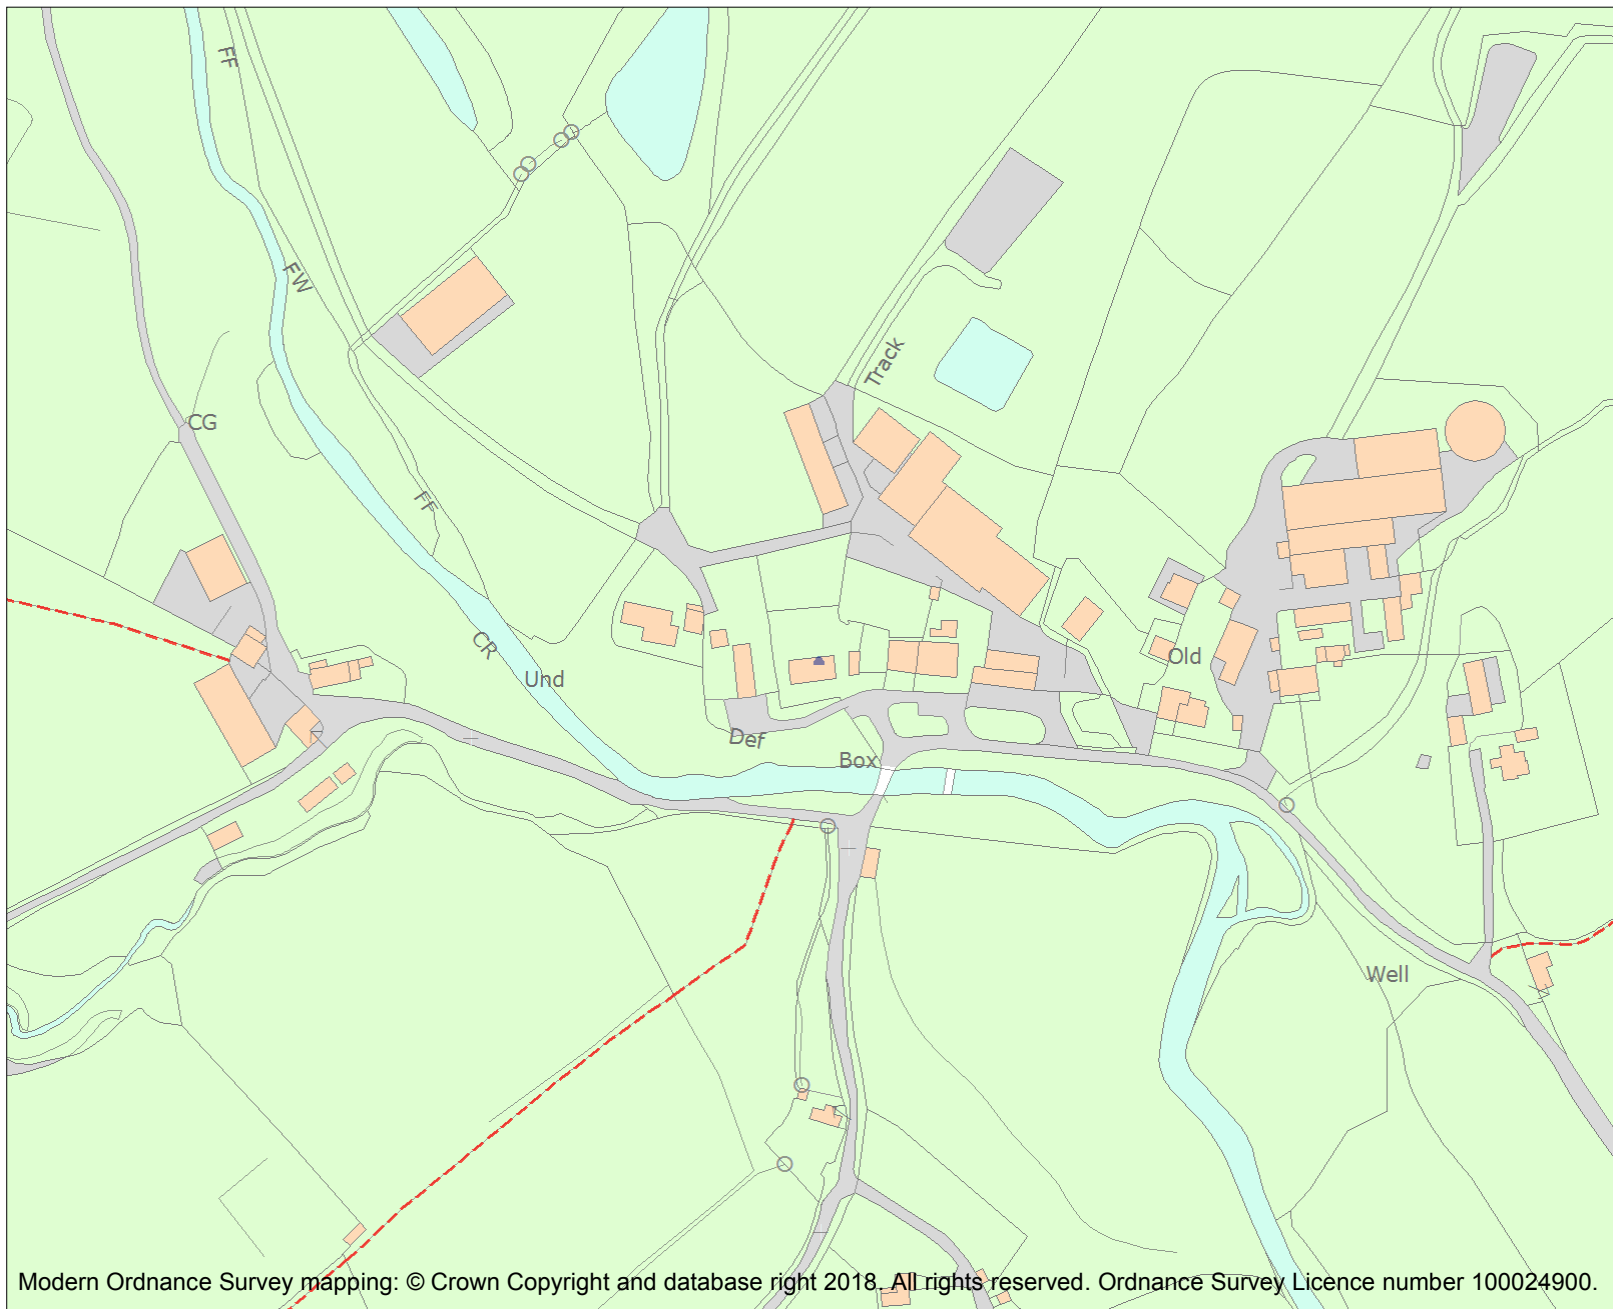 FF
FW
Track
CG
FF
CR
Und
Old
Def
Box
Well
Modern Ordnance Survey mapping: © Crown Copyright and database right 2018. All rights reserved. Ordnance Survey Licence number 100024900.